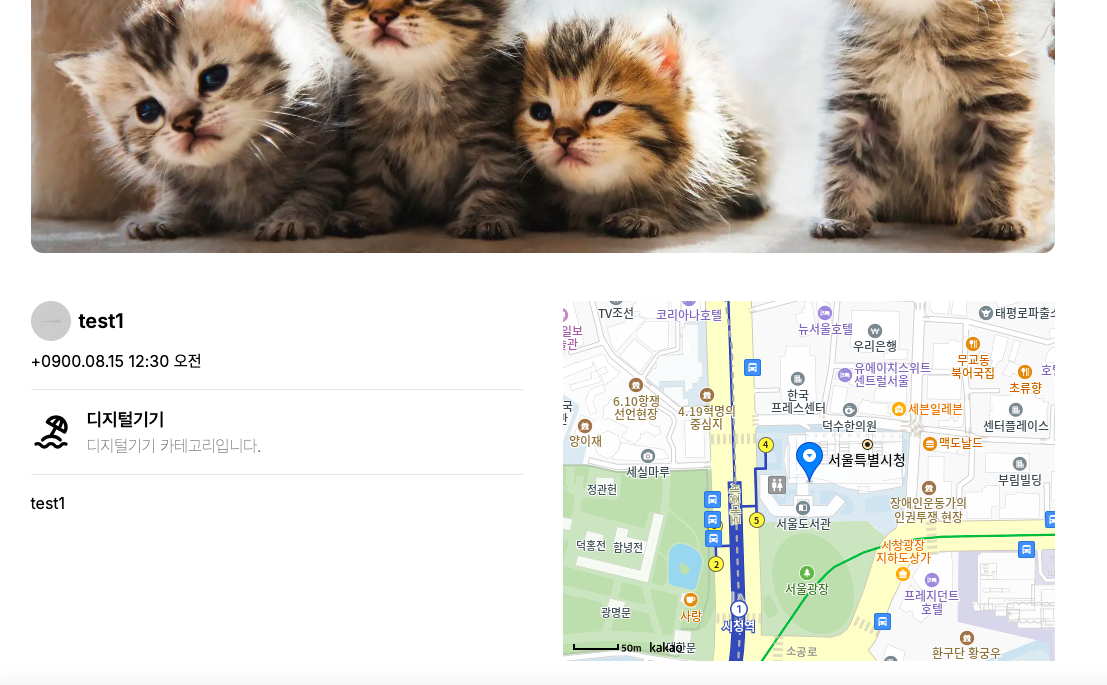 test1
+0900.08.15 12:30 오전
디지털기기
디지털기기 카테고리입니다.
test1
TV조선
코리아나호텔
뉴서울호텔
태평로파출소
우리은행
일보
무교동
북어국집
유에이치스위트
센트럴서울
초류향
6.10항쟁
선언현장
4.19혁명의
중심지
한국
프레스센터
세븐일레븐
덕수한의원
센터플레이스
양이재
맥도날드
4
서울특별시청
세실마루
부림빌딩
정관헌
장애인운동가의
인권투쟁 현장
5
서울도서관
덕홍전
함녕전
시청광장
지하도상가
2
서울광장
프레지던트
호텔
광명문
사랑
1
시청역
50m
kakao
소공로
환구단 황궁우